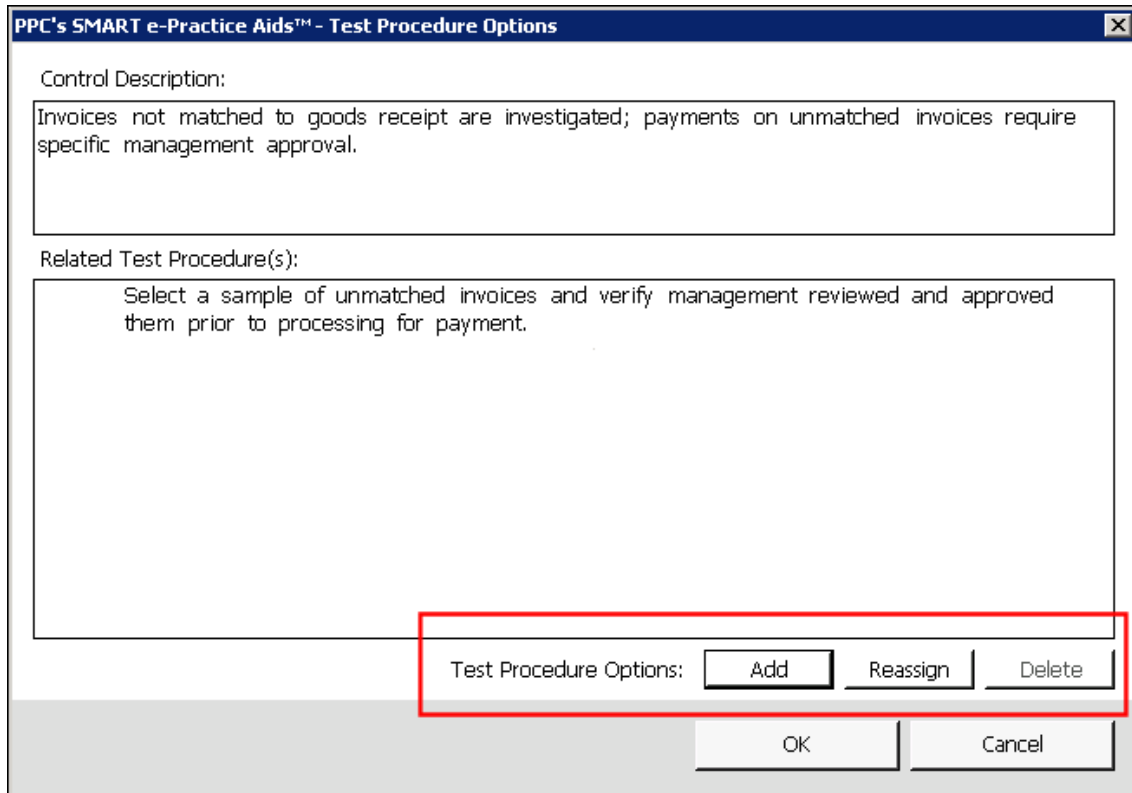 PPC's SMART e-Practice Aids™ - Test Procedure Options
Control Description:
Invoices not matched to goods receipt are investigated; payments on unmatched invoices require
specific management approval.
Related Test Procedure(s):
Select a sample of unmatched invoices and verify management reviewed and approved
them prior to processing for payment.
Test Procedure Options: Add Reassign Delete
OK Cancel